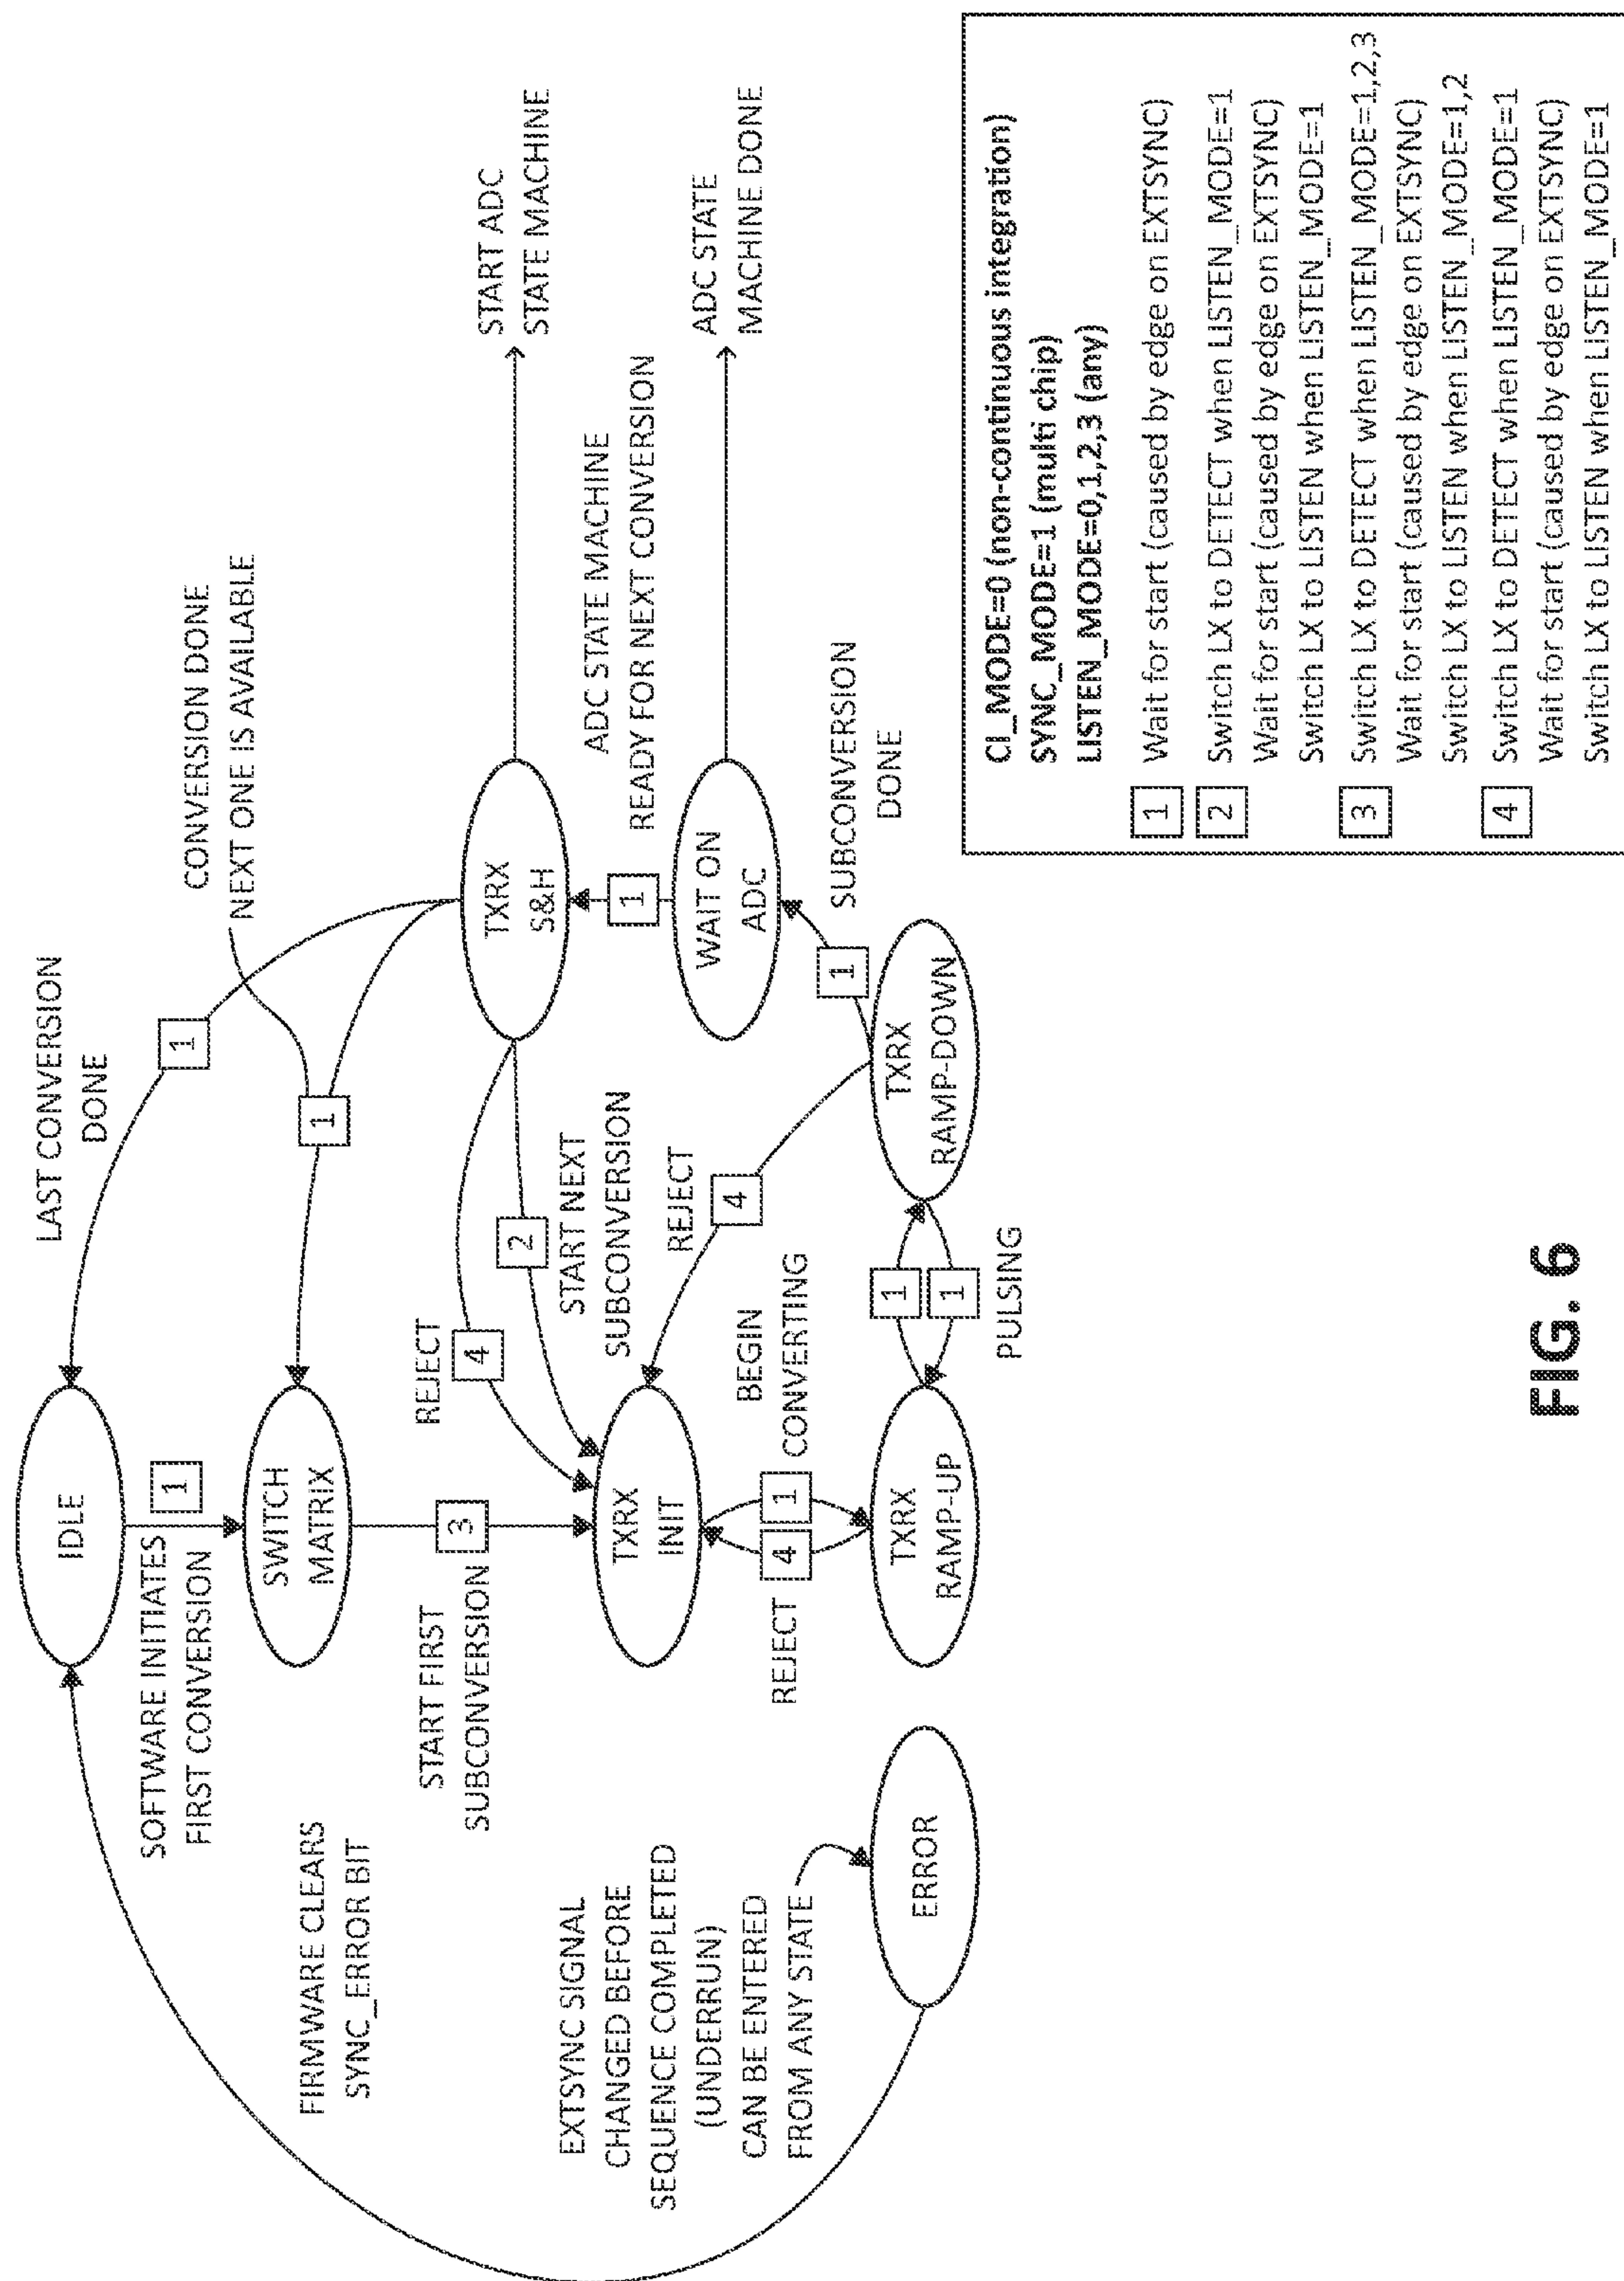 LAST CONVERSION
DONE
CONVERSION DONE
NEXT ONE IS AVAILABLE
IDLE
1
SOFTWARE INITIATES
FIRST CONVERSION
1
1
SWITCH
MATRIX
FIRMWARE CLEARS
SYNC_ERROR BIT
START FIRST
SUBCONVERSION
3
REJECT
4
2
START NEXT
SUBCONVERSION
TXRX
S&H
START ADC
STATE MACHINE
ADC STATE MACHINE
READY FOR NEXT CONVERSION
1
WAIT ON
ADC
ADC STATE
MACHINE DONE
TXRX
INIT
REJECT
4
SUBCONVERSION
DONE
1
BEGIN
CONVERTING
1
REJECT
4
EXTSYNC SIGNAL
CHANGED BEFORE
SEQUENCE COMPLETED
(UNDERRUN)
CAN BE ENTERED
FROM ANY STATE
ERROR
TXRX
RAMP-UP
1
1
PULSING
TXRX
RAMP-DOWN
CI_MODE=0 (non-continuous integration)
SYNC_MODE=1 (multi chip)
LISTEN_MODE=0,1,2,3 (any)
1 Wait for start (caused by edge on EXTSYNC)
2 Switch LX to DETECT when LISTEN_MODE=1
Wait for start (caused by edge on EXTSYNC)
Switch LX to LISTEN when LISTEN_MODE=1
3 Switch LX to DETECT when LISTEN_MODE=1,2,3
Wait for start (caused by edge on EXTSYNC)
Switch LX to LISTEN when LISTEN_MODE=1,2
4 Switch LX to DETECT when LISTEN_MODE=1
Wait for start (caused by edge on EXTSYNC)
Switch LX to LISTEN when LISTEN_MODE=1
FIG. 6